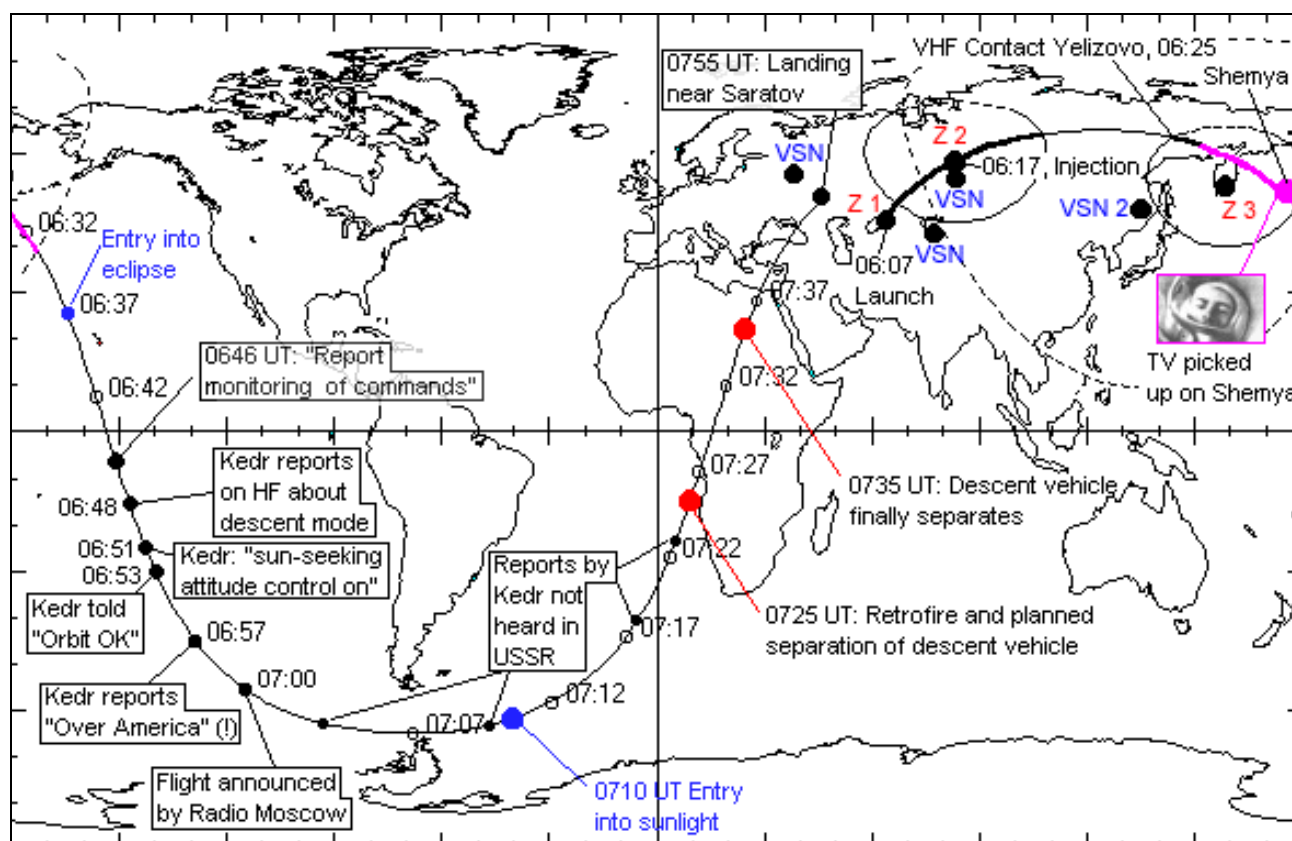 VHF Contact Yelizovo, 06:25
Shemya
0755 UT: Landing
near Saratov
Z 2
VSN
06:17, Injection
VSN
Z 1
VSN 2
Z 3
VSN
06:32
Entry into
eclipse
06:07
Launch
06:37
07:37
TV picked
up on Shemya
0646 UT: "Report
monitoring of commands"
06:42
07:32
Kedr reports
on HF about
descent mode
07:27
0735 UT: Descent vehicle
finally separates
06:48
06:51
Kedr: "sun-seeking
attitude control on"
07:22
06:53
Reports by
Kedr not
heard in
USSR
Kedr told
"Orbit OK"
0725 UT: Retrofire and planned
separation of descent vehicle
06:57
07:17
07:00
07:12
Kedr reports
"Over America" (!)
07:07
Flight announced
by Radio Moscow
0710 UT Entry
into sunlight